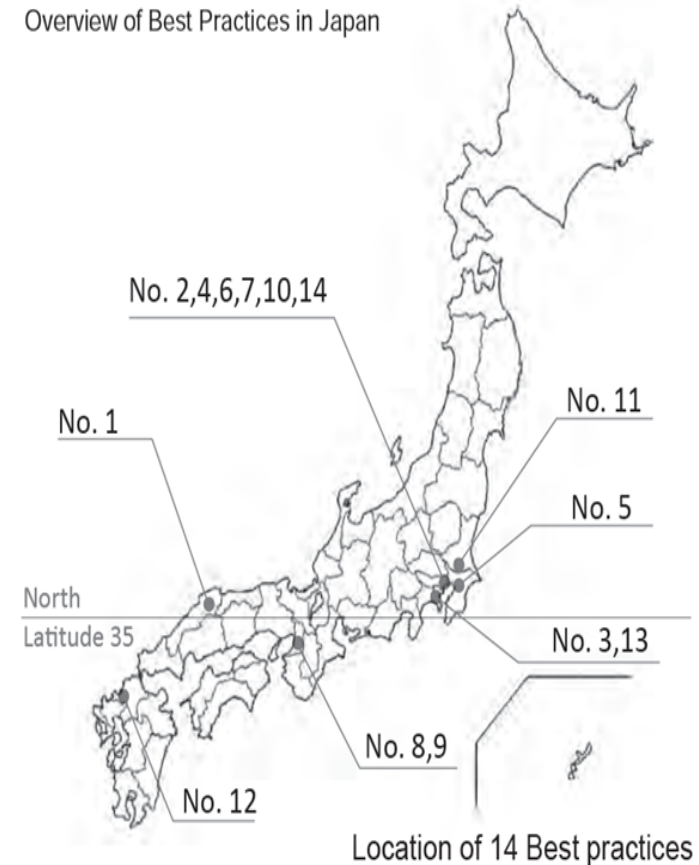 Overview of Best Practices in Japan
No. 2,4,6,7,10,14
No. 11
No. 1
No. 5
North
Latitude 35
No. 3,13
No. 8,9
No. 12
Location of 14 Best practices